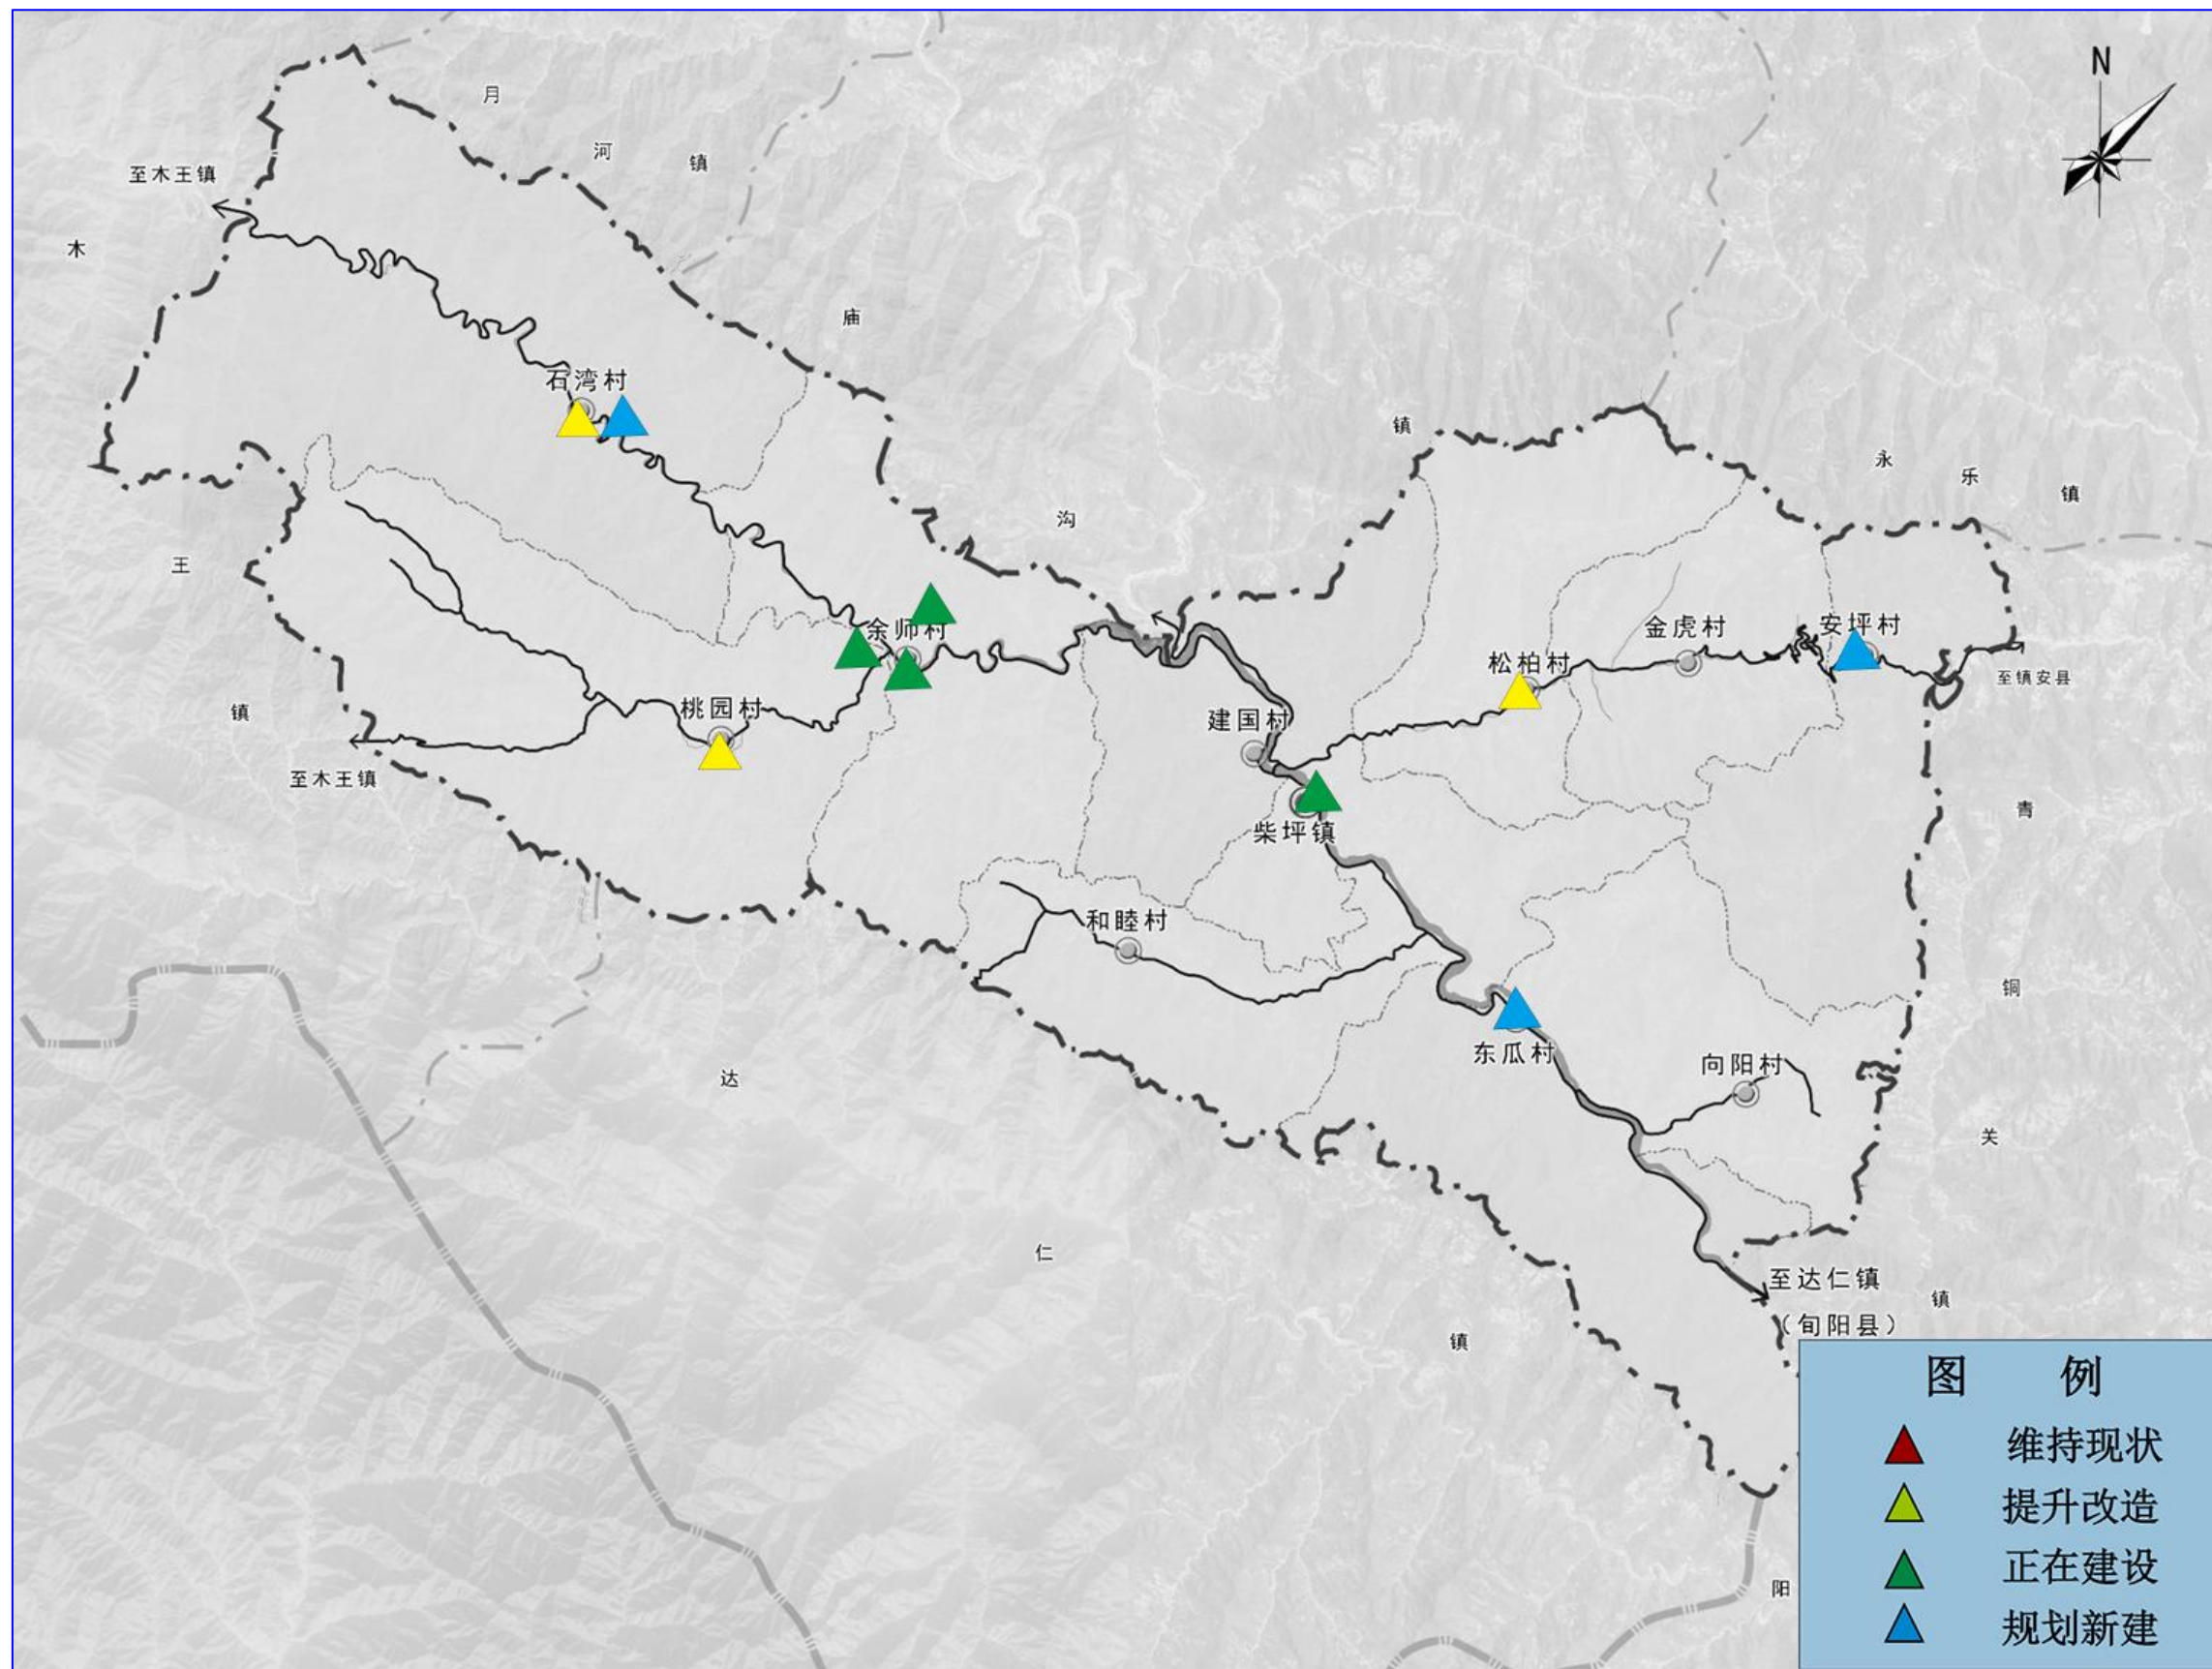 N
月
河
镇
至木王镇
木
庙
石湾村
镇
永
乐
镇
沟
王
余师村
金虎村
安坪村
松柏村
至镇安县
桃园村
镇
建国村
至木王镇
青
柴坪镇
和睦村
铜
东瓜村
向阳村
达
关
仁
至达仁镇
（旬阳县）
镇
镇
图 例
维持现状
提升改造
正在建设
规划新建
阳